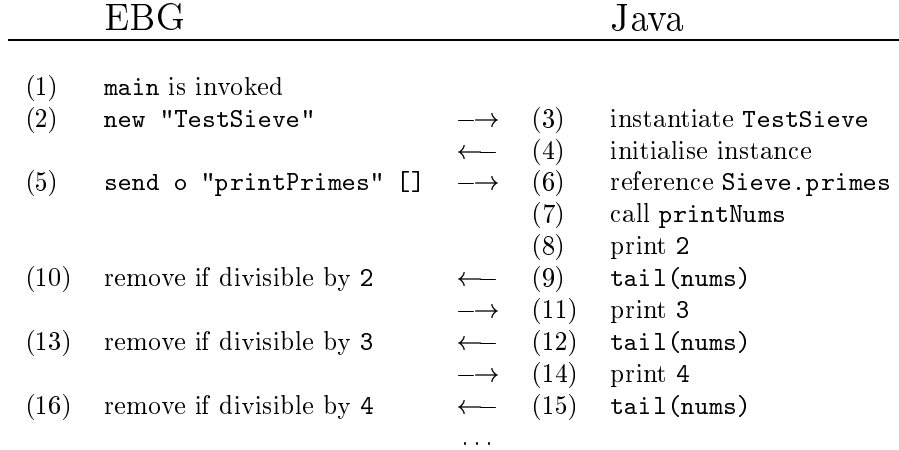 EBG Java
(1) main is invoked
(2) new "TestSieve" ⟶ (3) instantiate TestSieve
⟵ (4) initialise instance
(5) send o "printPrimes" [] ⟶ (6) reference Sieve.primes
(7) call printNums
(8) print 2
(10) remove if divisible by 2 ⟵ (9) tail(nums)
⟶ (11) print 3
(13) remove if divisible by 3 ⟵ (12) tail(nums)
⟶ (14) print 4
(16) remove if divisible by 4 ⟵ (15) tail(nums)
...